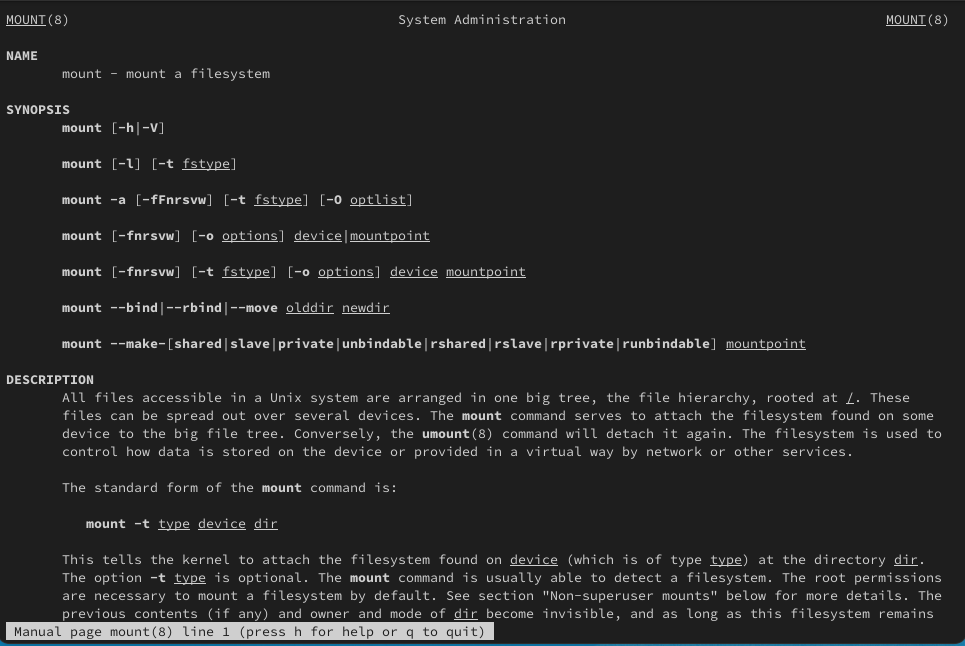 MOUNT(8) System Administration MOUNT(8)
NAME
mount - mount a filesystem
SYNOPSIS
mount [-h|-V]
mount [-l] [-t fstype]
mount -a [-fFnrsvw] [-t fstype] [-O optlist]
mount [-fnrsvw] [-o options] device|mountpoint
mount [-fnrsvw] [-t fstype] [-o options] device mountpoint
mount --bind|--rbind|--move olddir newdir
mount --make-[shared|slave|private|unbindable|rshared|rslave|rprivate|runbindable] mountpoint
DESCRIPTION
All files accessible in a Unix system are arranged in one big tree, the file hierarchy, rooted at /. These
files can be spread out over several devices. The mount command serves to attach the filesystem found on some
device to the big file tree. Conversely, the umount(8) command will detach it again. The filesystem is used to
control how data is stored on the device or provided in a virtual way by network or other services.
The standard form of the mount command is:
mount -t type device dir
This tells the kernel to attach the filesystem found on device (which is of type type) at the directory dir.
The option -t type is optional. The mount command is usually able to detect a filesystem. The root permissions
are necessary to mount a filesystem by default. See section "Non-superuser mounts" below for more details. The
previous contents (if any) and owner and mode of dir become invisible, and as long as this filesystem remains
Manual page mount(8) line 1 (press h for help or q to quit)